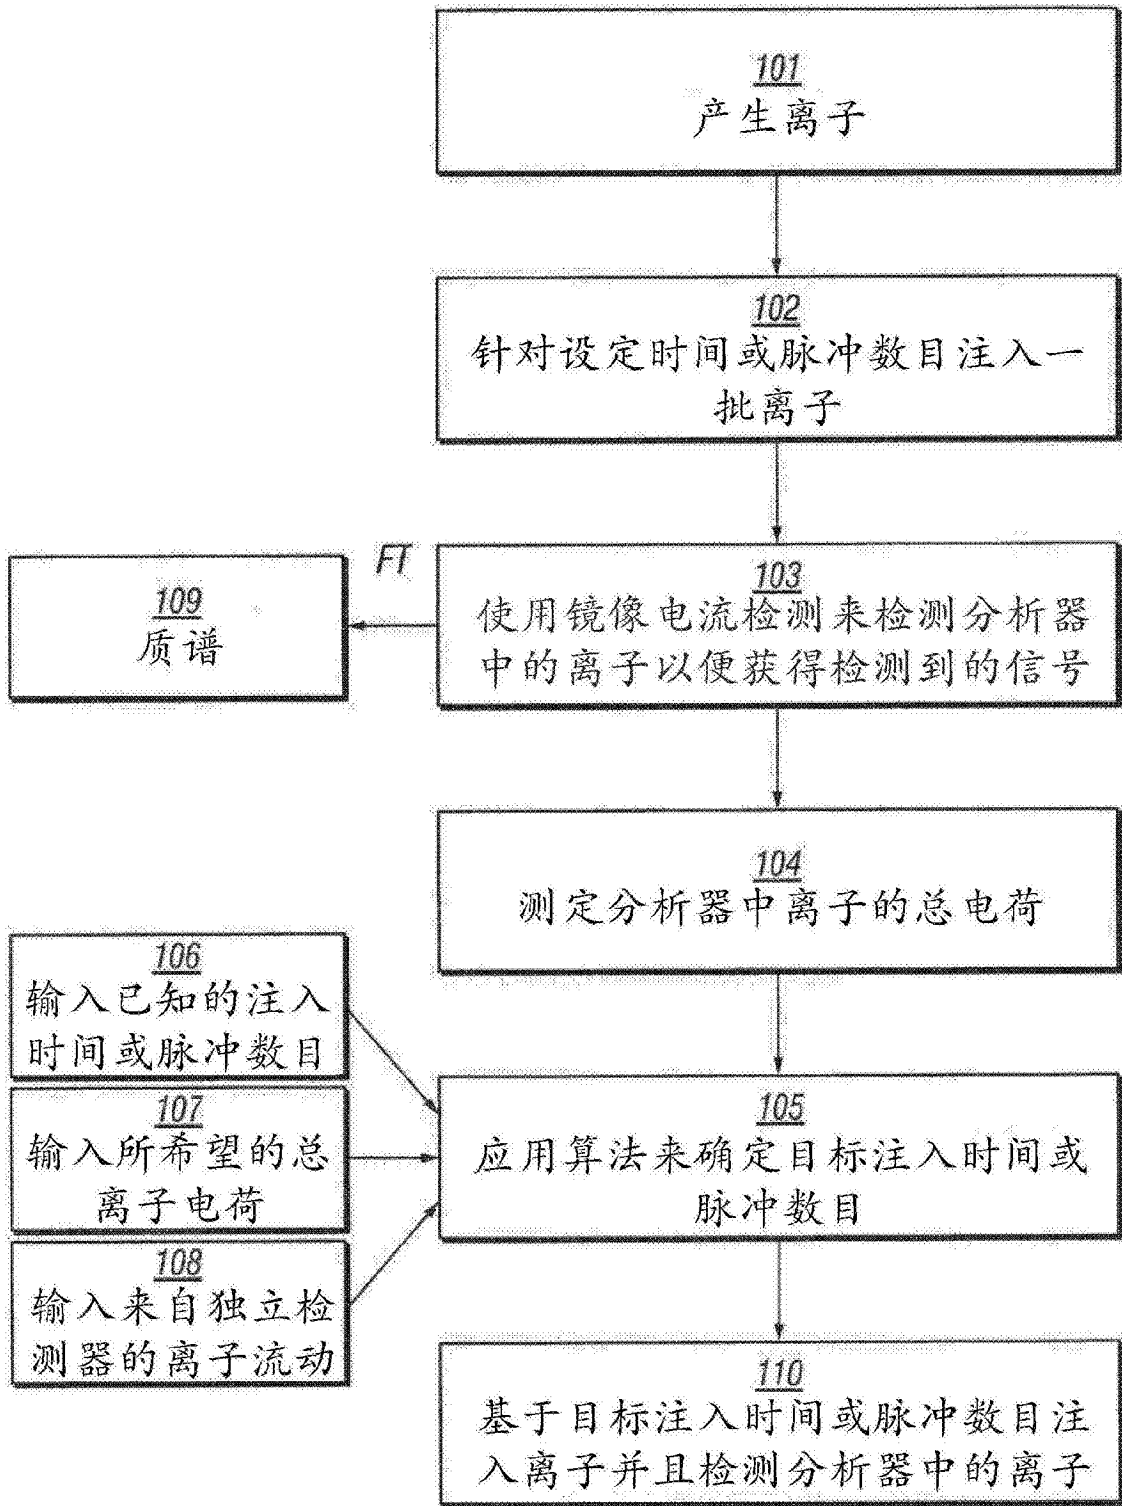 101
产生离子
102
针对设定时间或脉冲数目注入一
批离子
FT
103
使用镜像电流检测来检测分析器
中的离子以便获得检测到的信号
109
质谱
104
测定分析器中离子的总电荷
106
输入已知的注入
时间或脉冲数目
107
输入所希望的总
离子电荷
108
输入来自独立检
测器的离子流动
105
应用算法来确定目标注入时间或
脉冲数目
110
基于目标注入时间或脉冲数目注
入离子并且检测分析器中的离子